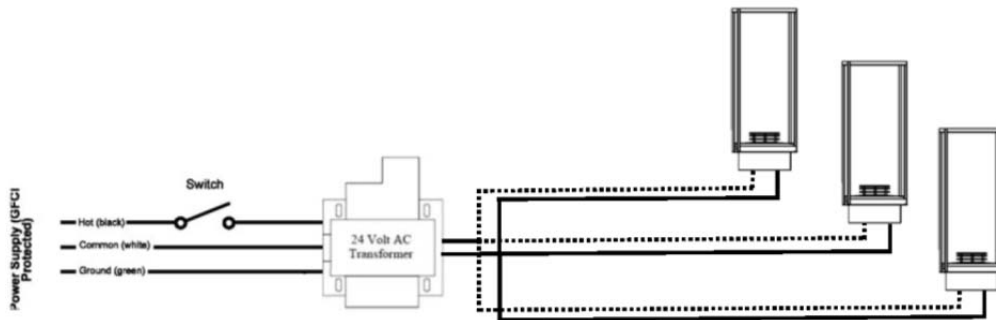 Power Supply (GFCI
Protected)
Switch
Hot (black)
Common (white)
Ground (green)
24 Volt AC
Transformer